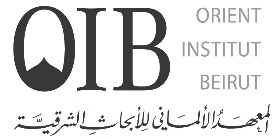 OIB
ORIENT
INSTITUT
BEIRUT
المعهد الألماني للأبحاث الشرقية